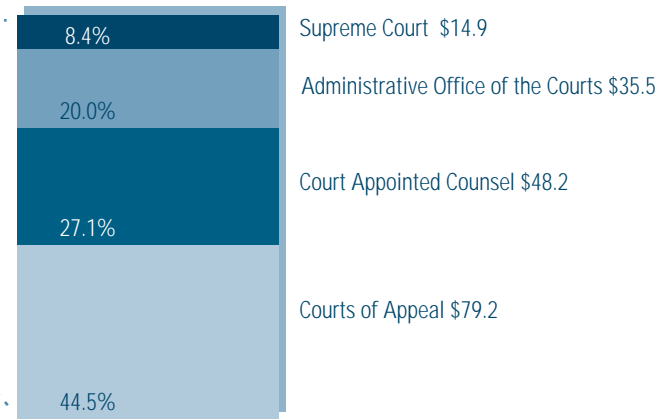 8.4%
Supreme Court $14.9
Administrative Office of the Courts $35.5
20.0%
Court Appointed Counsel $48.2
27.1%
Courts of Appeal $79.2
44.5%